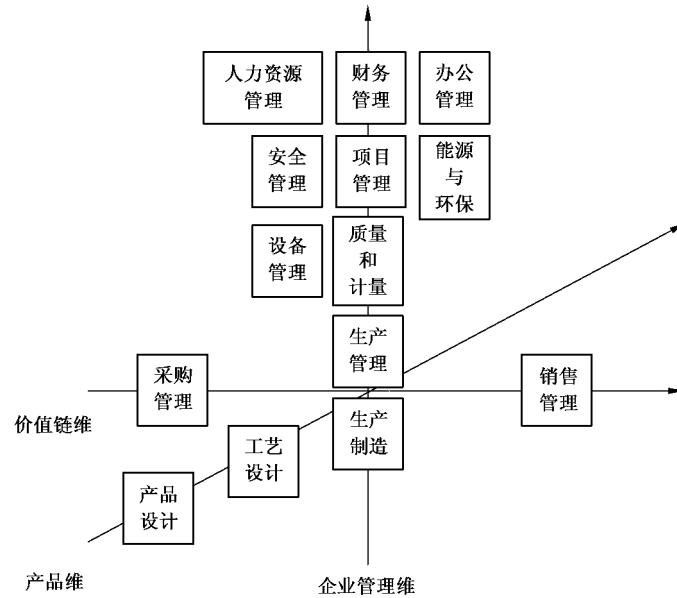 人力资源
管理
财务
管理
办公
管理
安全
管理
项目
管理
能源
与
环保
设备
管理
质量
和
计量
生产
管理
采购
管理
销售
管理
价值链维
生产
制造
工艺
设计
产品
设计
产品维
企业管理维